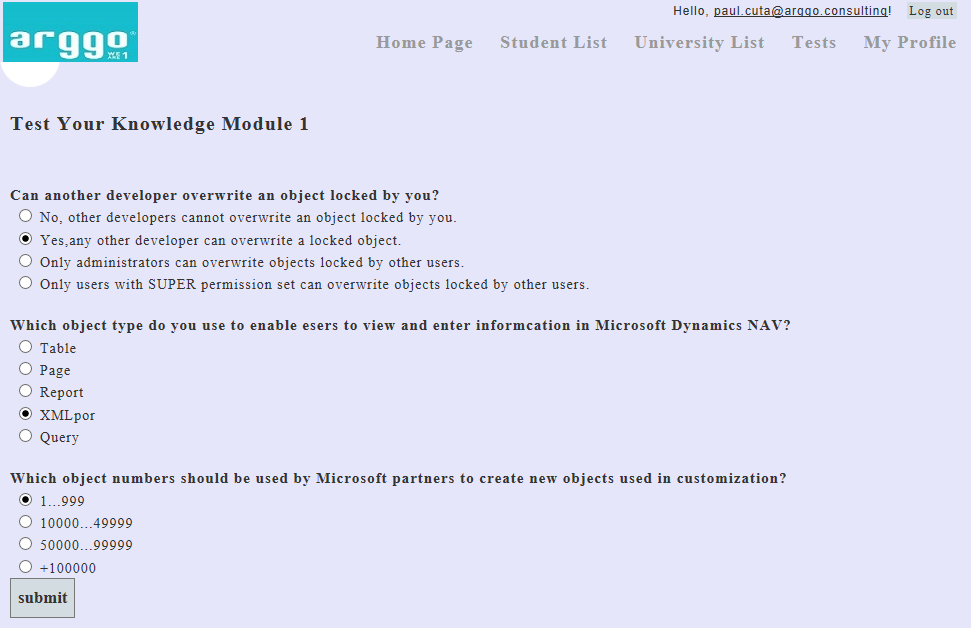 Hello, paul.cuta@arggo.consulting! Log out
arggo
Home Page Student List University List Tests My Profile
Test Your Knowledge Module 1
Can another developer overwrite an object locked by you?
No, other developers cannot overwrite an object locked by you.
Yes,any other developer can overwrite a locked object.
Only administrators can overwrite objects locked by other users.
Only users with SUPER permission set can overwrite objects locked by other users.
Which object type do you use to enable esers to view and enter informcation in Microsoft Dynamics NAV?
Table
Page
Report
XMLpor
Query
Which object numbers should be used by Microsoft partners to create new objects used in customization?
1...999
10000...49999
50000...99999
+100000
submit